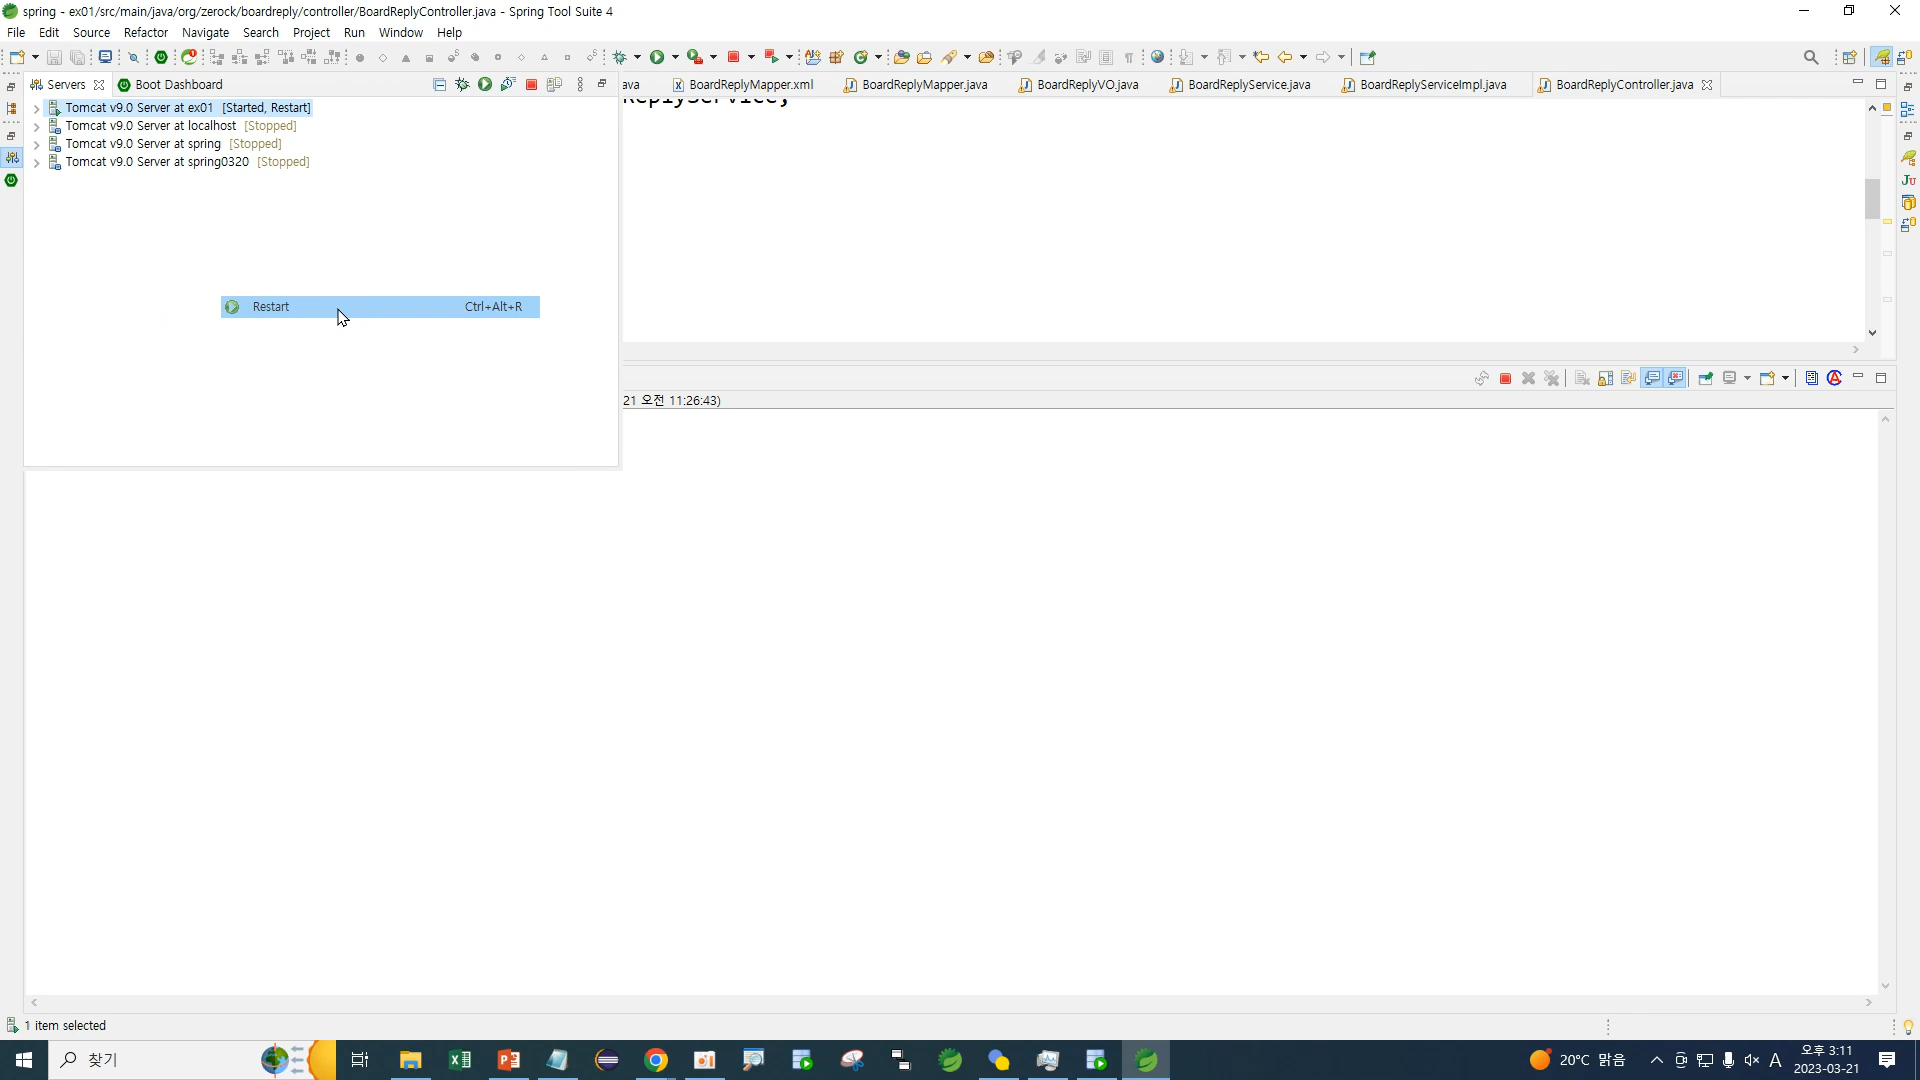 spring - ex01/src/main/java/org/zerock/boardreply/controller/BoardReplyController.java - Spring Tool Suite 4
File Edit Source Refactor Navigate Search Project Run Window Help
Servers Boot Dashboard
ava BoardReplyMapper.xml BoardReplyMapper.java BoardReplyVO.java BoardReplyService.java BoardReplyServiceImpl.java BoardReplyController.java
Tomcat v9.0 Server at ex01 [Started, Restart]
Tomcat v9.0 Server at localhost [Stopped]
Tomcat v9.0 Server at spring [Stopped]
Tomcat v9.0 Server at spring0320 [Stopped]
Restart Ctrl+Alt+R
21 오전 11:26:43)
1 item selected
찾기
20°C 맑음
A
오후 3:11
2023-03-21